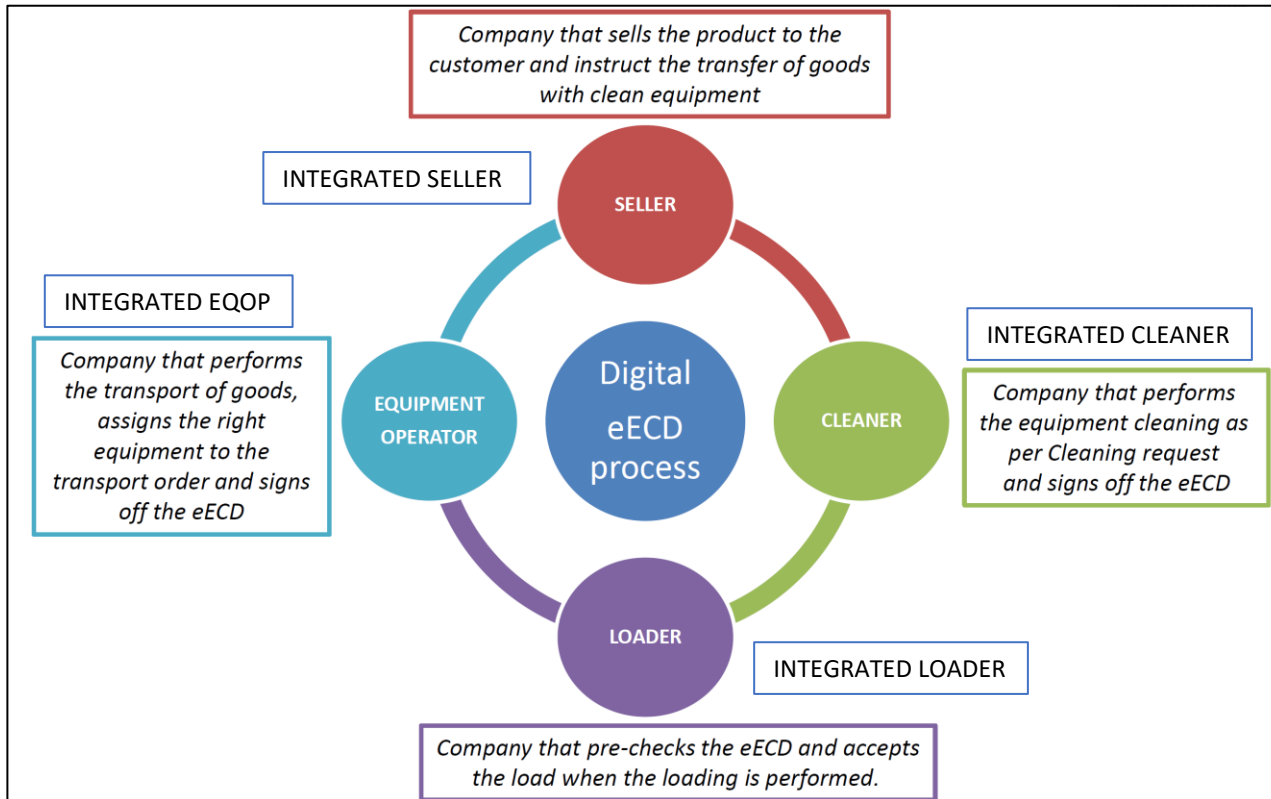 Company that sells the product to the
customer and instruct the transfer of goods
with clean equipment
INTEGRATED SELLER
SELLER
INTEGRATED EQOP
Company that performs
the transport of goods,
assigns the right
equipment to the
transport order and signs
off the eECD
EQUIPMENT
OPERATOR
Digital
eECD
process
CLEANER
INTEGRATED CLEANER
Company that performs
the equipment cleaning as
per Cleaning request
and signs off the eECD
LOADER
INTEGRATED LOADER
Company that pre-checks the eECD and accepts
the load when the loading is performed.